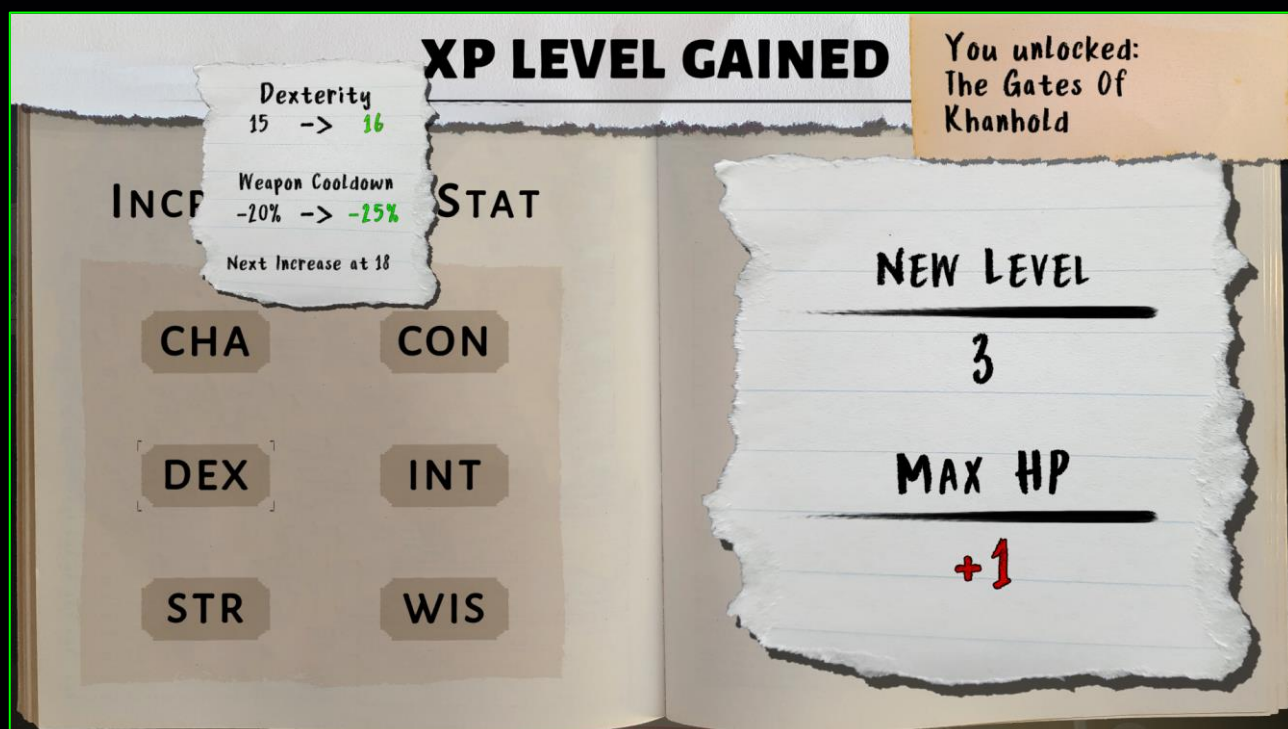 XP LEVEL GAINED
You unlocked:
The Gates Of
Khanhold
Dexterity
15 -> 16
Weapon Cooldown
-20% -> -25%
Next Increase at 18
STAT
CHA
CON
DEX
INT
STR
WIS
NEW LEVEL
3
MAX HP
+1